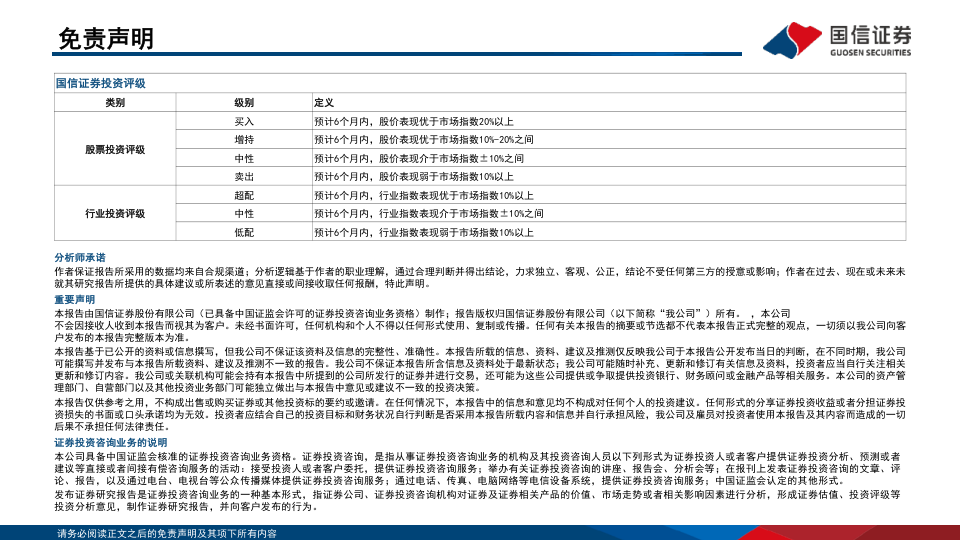 免责声明
国信证券
GUOSEN SECURITIES
国信证券投资评级
类别 级别 定义
股票投资评级
买入 预计6个月内，股价表现优于市场指数20%以上
增持 预计6个月内，股价表现优于市场指数10%-20%之间
中性 预计6个月内，股价表现介于市场指数±10%之间
卖出 预计6个月内，股价表现弱于市场指数10%以上
行业投资评级
超配 预计6个月内，行业指数表现优于市场指数10%以上
中性 预计6个月内，行业指数表现介于市场指数±10%之间
低配 预计6个月内，行业指数表现弱于市场指数10%以上
分析师承诺
作者保证报告所采用的数据均来自合规渠道；分析逻辑基于作者的职业理解，通过合理判断并得出结论，力求独立、客观、公正，结论不受任何第三方的授意或影响；作者在过去、现在或未来未
就其研究报告所提供的具体建议或所表述的意见直接或间接收取任何报酬，特此声明。
重要声明
本报告由国信证券股份有限公司（已具备中国证监会许可的证券投资咨询业务资格）制作；报告版权归国信证券股份有限公司（以下简称“我公司”）所有。 ，本公司
不会因接收人收到本报告而视其为客户。未经书面许可，任何机构和个人不得以任何形式使用、复制或传播。任何有关本报告的摘要或节选都不代表本报告正式完整的观点，一切须以我公司向客
户发布的本报告完整版本为准。
本报告基于已公开的资料或信息撰写，但我公司不保证该资料及信息的完整性、准确性。本报告所载的信息、资料、建议及推测仅反映我公司于本报告公开发布当日的判断，在不同时期，我公司
可能撰写并发布与本报告所载资料、建议及推测不一致的报告。我公司不保证本报告所含信息及资料处于最新状态；我公司可能随时补充、更新和修订有关信息及资料，投资者应当自行关注相关
更新和修订内容。我公司或关联机构可能会持有本报告中所提到的公司所发行的证券并进行交易，还可能为这些公司提供或争取提供投资银行、财务顾问或金融产品等相关服务。本公司的资产管
理部门、自营部门以及其他投资业务部门可能独立做出与本报告中意见或建议不一致的投资决策。
本报告仅供参考之用，不构成出售或购买证券或其他投资标的要约或邀请。在任何情况下，本报告中的信息和意见均不构成对任何个人的投资建议。任何形式的分享证券投资收益或者分担证券投
资损失的书面或口头承诺均为无效。投资者应结合自己的投资目标和财务状况自行判断是否采用本报告所载内容和信息并自行承担风险，我公司及雇员对投资者使用本报告及其内容而造成的一切
后果不承担任何法律责任。
证券投资咨询业务的说明
本公司具备中国证监会核准的证券投资咨询业务资格。证券投资咨询，是指从事证券投资咨询业务的机构及其投资咨询人员以下列形式为证券投资人或者客户提供证券投资分析、预测或者
建议等直接或者间接有偿咨询服务的活动：接受投资人或者客户委托，提供证券投资咨询服务；举办有关证券投资咨询的讲座、报告会、分析会等；在报刊上发表证券投资咨询的文章、评
论、报告，以及通过电台、电视台等公众传播媒体提供证券投资咨询服务；通过电话、传真、电脑网络等电信设备系统，提供证券投资咨询服务；中国证监会认定的其他形式。
发布证券研究报告是证券投资咨询业务的一种基本形式，指证券公司、证券投资咨询机构对证券及证券相关产品的价值、市场走势或者相关影响因素进行分析，形成证券估值、投资评级等
投资分析意见，制作证券研究报告，并向客户发布的行为。
请务必阅读正文之后的免责声明及其项下所有内容